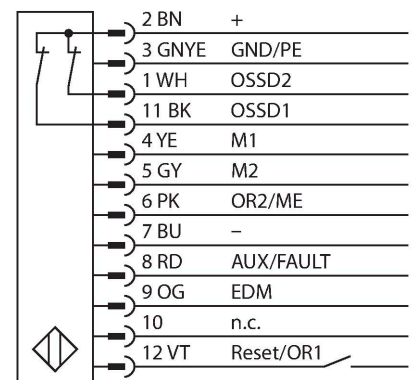 2 BN +
3 GNYE GND/PE
1 WH OSSD2
11 BK OSSD1
4 YE M1
5 GY M2
6 PK OR2/ME
7 BU –
8 RD AUX/FAULT
9 OG EDM
10 n.c.
12 VT Reset/OR1